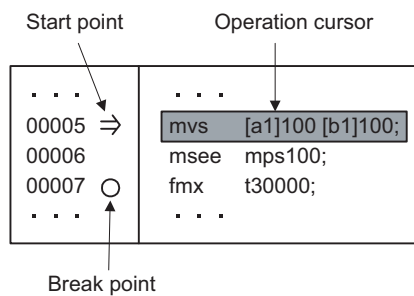 Start point Operation cursor
. . . . . .
00005 ⇒ mvs [a1]100 [b1]100;
00006 msee mps100;
00007 ○ fmx t30000;
. . . . . .
Break point